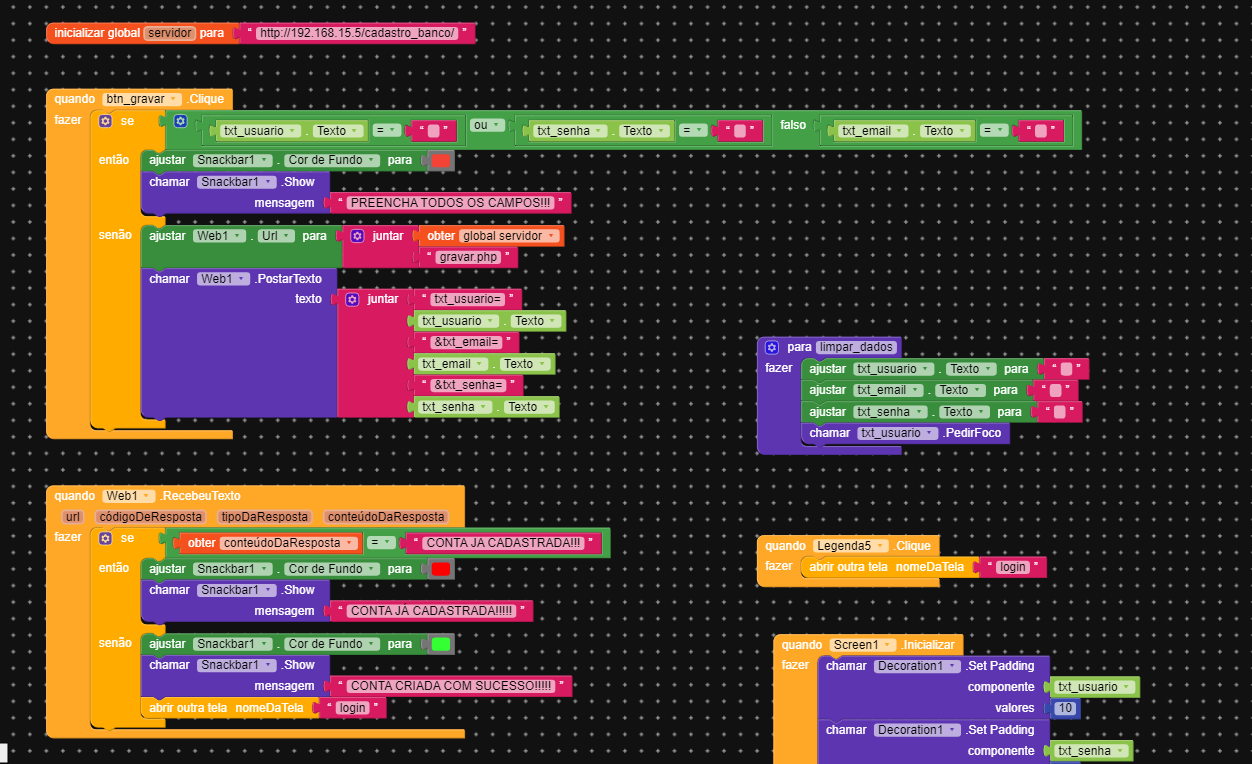 inicializar global servidor para " http://192.168.15.5/cadastro_banco/ "
quando btn_gravar .Clique
fazer se txt_usuario . Texto = " " ou txt_senha . Texto = " " falso txt_email . Texto = " "
então ajustar Snackbar1 . Cor de Fundo para
chamar Snackbar1 .Show
mensagem " PREENCHA TODOS OS CAMPOS!!! "
senão ajustar Web1 . Url para juntar obter global servidor
" gravar.php "
chamar Web1 .PostarTexto
texto juntar " txt_usuario= "
txt_usuario . Texto
" &txt_email= "
txt_email . Texto
" &txt_senha= "
txt_senha . Texto
para limpar_dados
fazer ajustar txt_usuario . Texto para " "
ajustar txt_email . Texto para " "
ajustar txt_senha . Texto para " "
chamar txt_usuario .PedirFoco
quando Web1 .RecebeuTexto
url códigoDeResposta tipoDaResposta conteúdoDaResposta
fazer se obter conteúdoDaResposta = " CONTA JA CADASTRADA!!! "
então ajustar Snackbar1 . Cor de Fundo para
chamar Snackbar1 .Show
mensagem " CONTA JÁ CADASTRADA!!!!! "
senão ajustar Snackbar1 . Cor de Fundo para
chamar Snackbar1 .Show
mensagem " CONTA CRIADA COM SUCESSO!!!!! "
abrir outra tela nomeDaTela " login "
quando Legenda5 .Clique
fazer abrir outra tela nomeDaTela " login "
quando Screen1 .Inicializar
fazer chamar Decoration1 .Set Padding
componente txt_usuario
valores 10
chamar Decoration1 .Set Padding
componente txt_senha